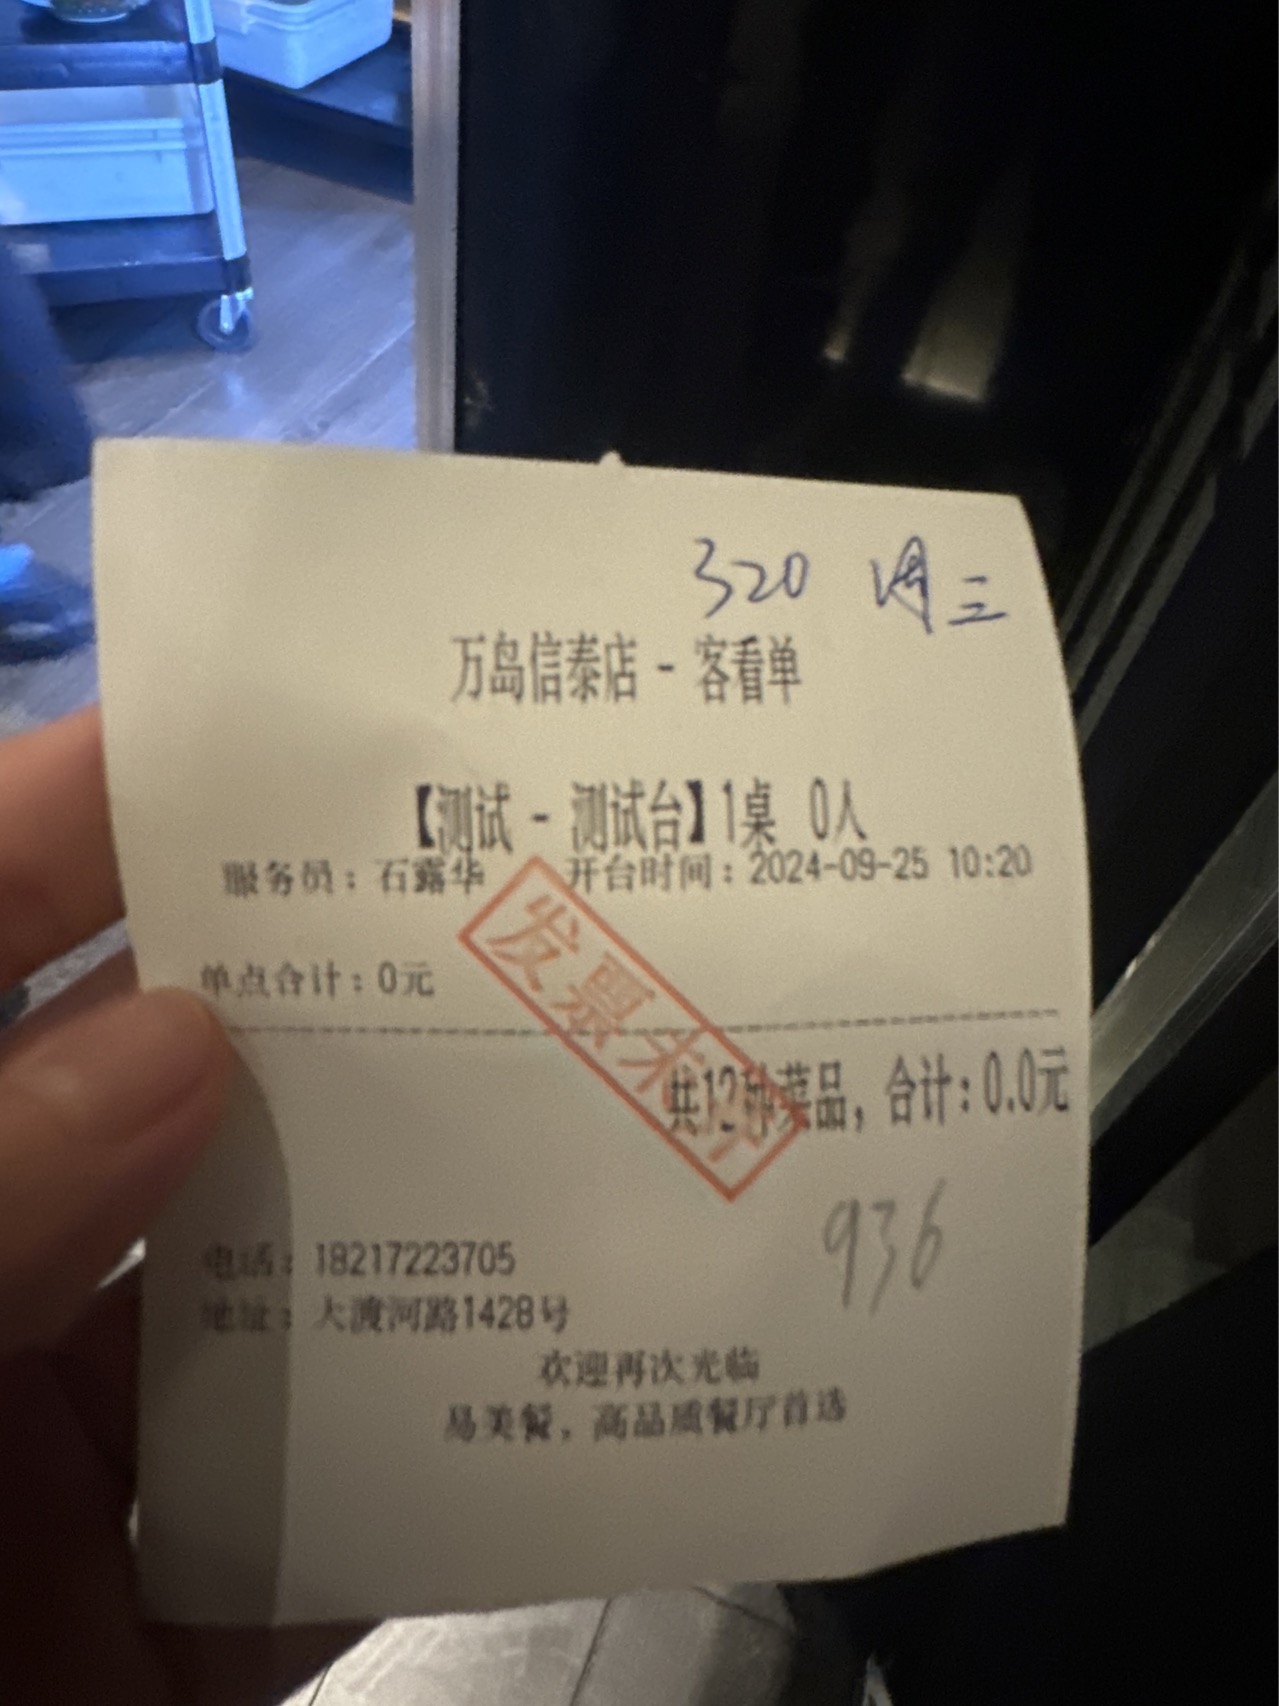 320 周三
万岛信泰店 - 客看单
【测试 - 测试台】1桌 0人
服务员：石露华 开台时间：2024-09-25 10:20
单点合计：0元
发票未
共12种菜品，合计：0.0元
936
电话：18217223705
地址：大渡河路1428号
欢迎再次光临
易美餐，高品质餐厅首选